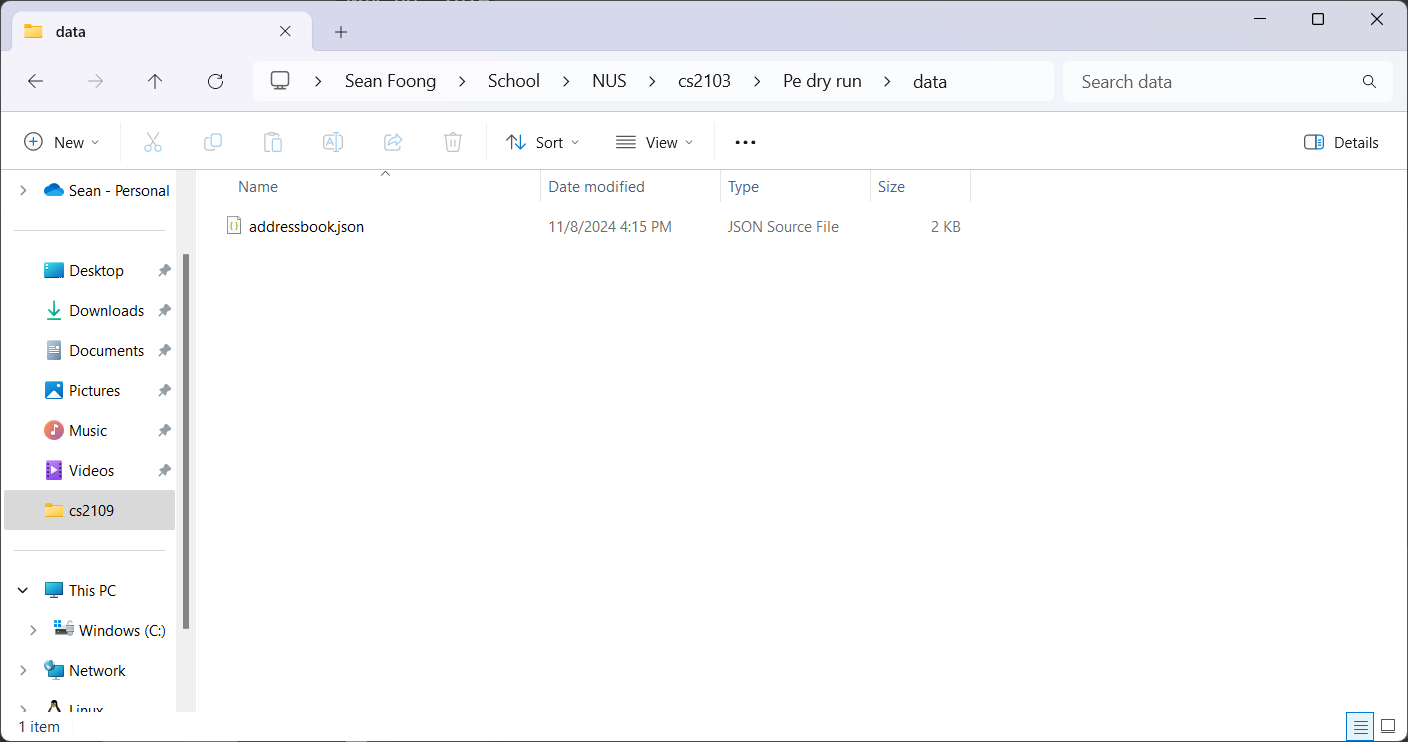 data
Sean Foong School NUS cs2103 Pe dry run data
Search data
New Sort View Details
Name Date modified Type Size
addressbook.json 11/8/2024 4:15 PM JSON Source File 2 KB
Sean - Personal
Desktop
Downloads
Documents
Pictures
Music
Videos
cs2109
This PC
Windows (C:)
Network
Linux
1 item